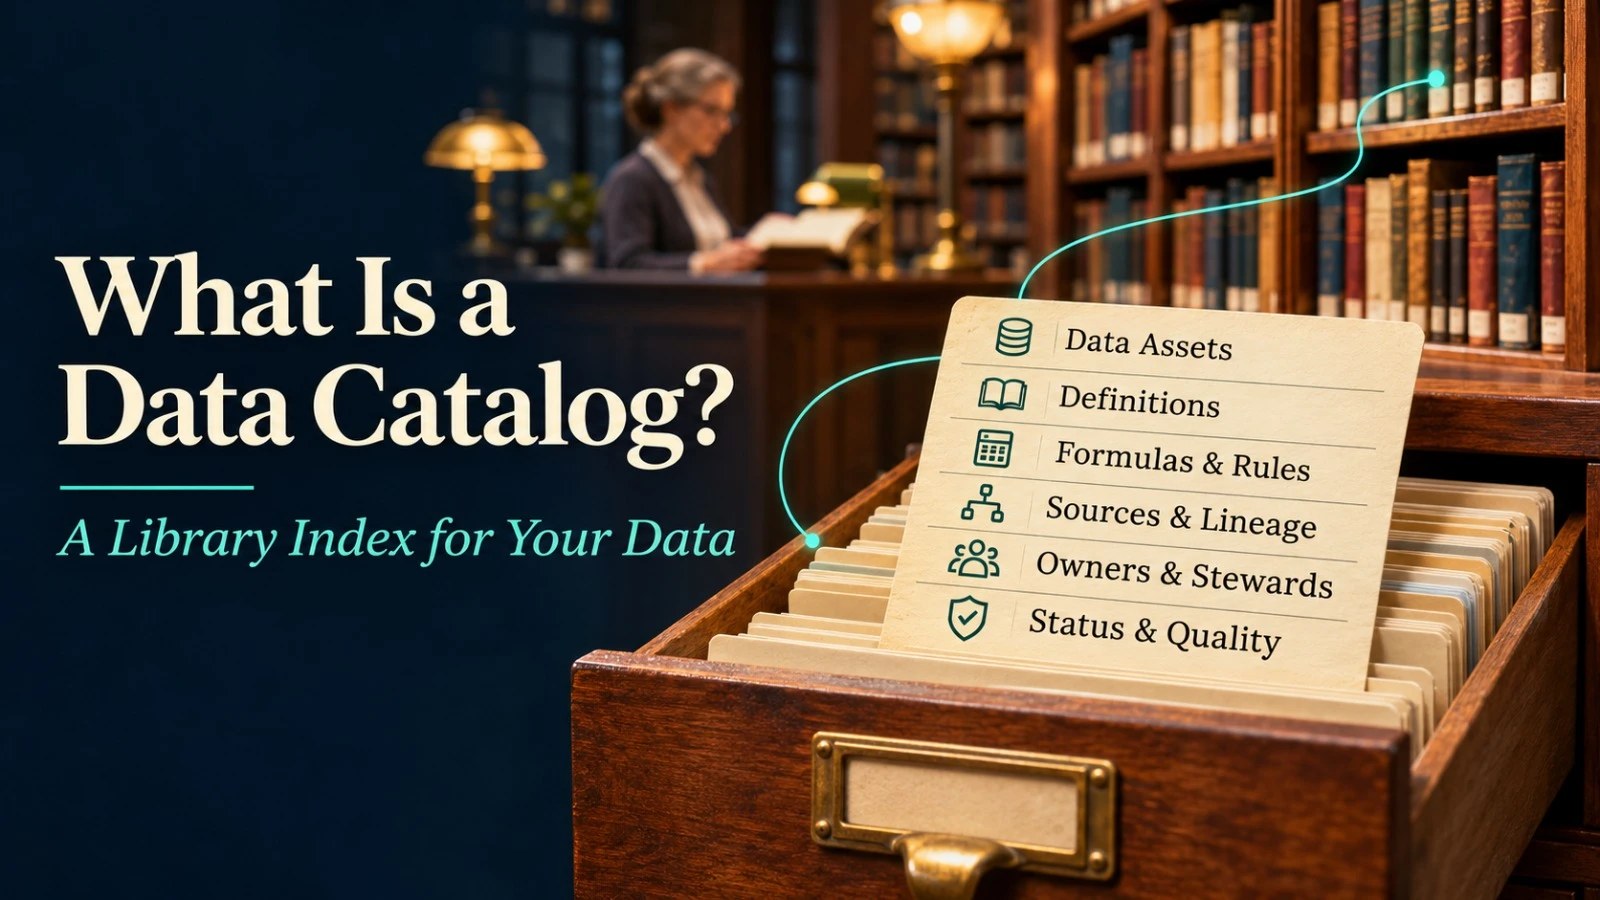 What Is a
Data Catalog?
A Library Index for Your Data
Data Assets
Definitions
Formulas & Rules
Sources & Lineage
Owners & Stewards
Status & Quality